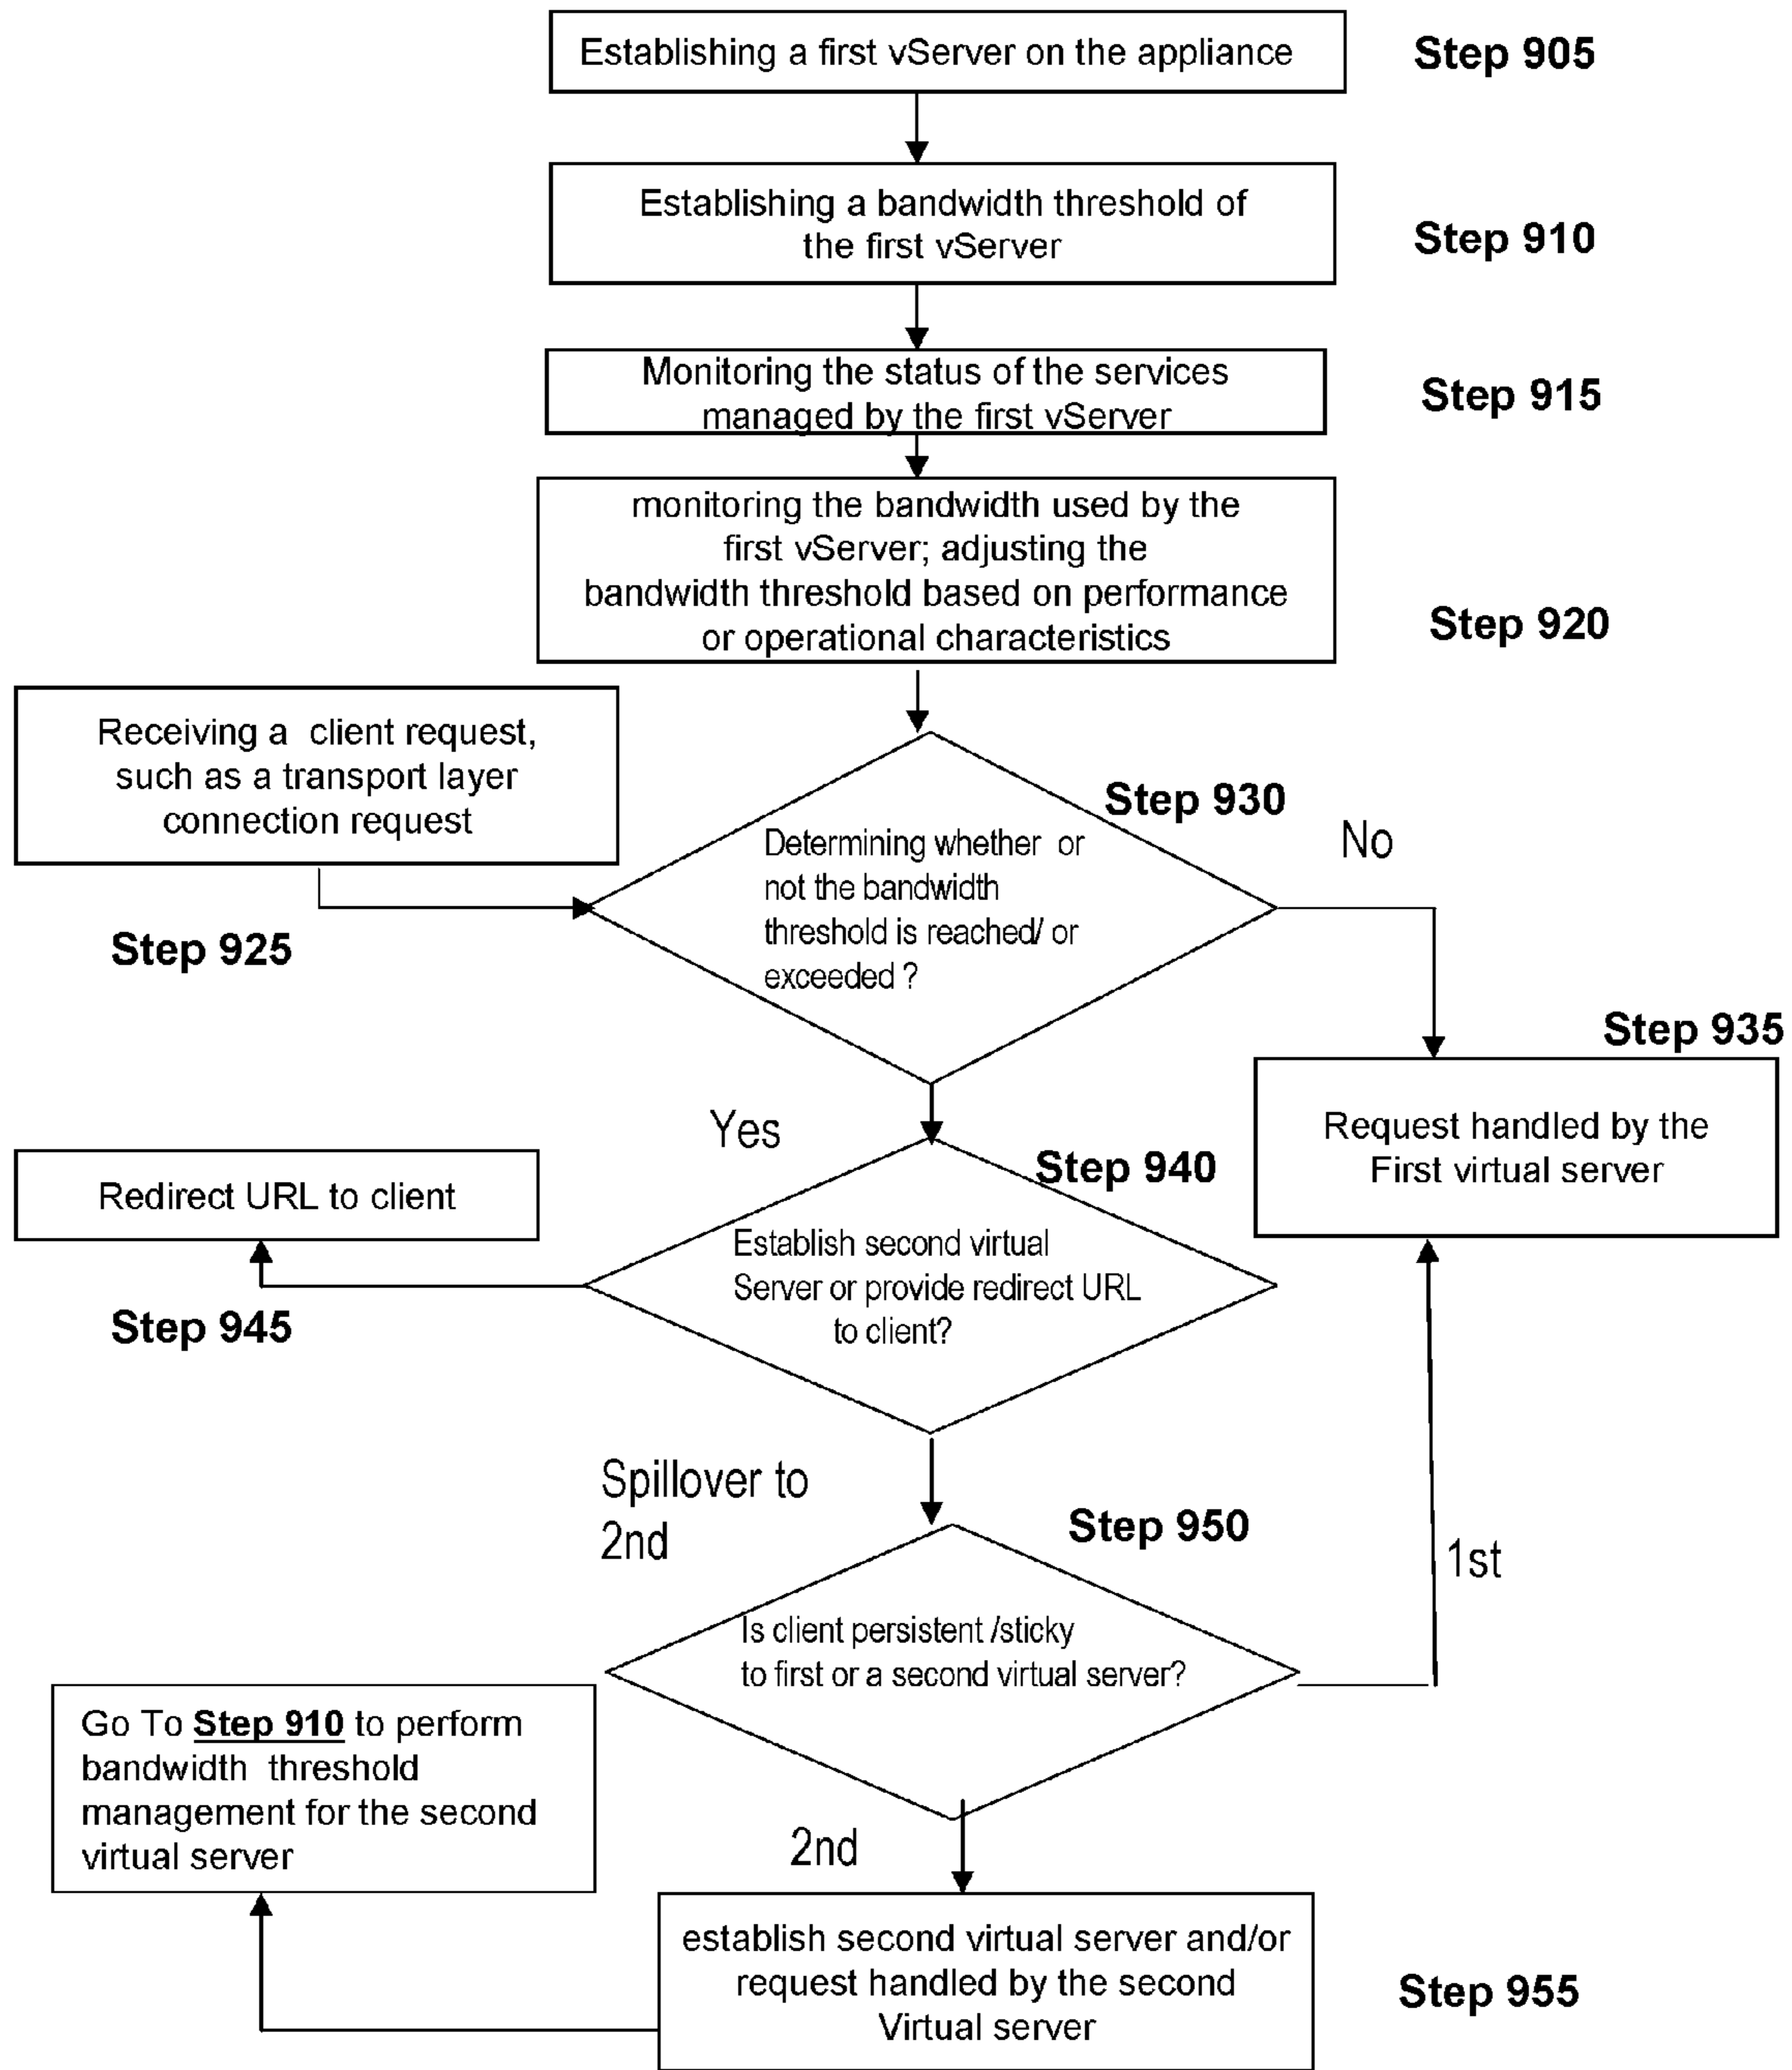 Establishing a first vServer on the appliance
Step 905
Establishing a bandwidth threshold of
the first vServer
Step 910
Monitoring the status of the services
managed by the first vServer
Step 915
monitoring the bandwidth used by the
first vServer; adjusting the
bandwidth threshold based on performance
or operational characteristics
Step 920
Receiving a client request,
such as a transport layer
connection request
Step 925
Step 930
Determining whether or
not the bandwidth
threshold is reached/ or
exceeded ?
No
Step 935
Request handled by the
First virtual server
Yes
Step 940
Establish second virtual
Server or provide redirect URL
to client?
Redirect URL to client
Step 945
Spillover to
2nd
Step 950
Is client persistent /sticky
to first or a second virtual server?
1st
Go To Step 910 to perform
bandwidth threshold
management for the second
virtual server
2nd
establish second virtual server and/or
request handled by the second
Virtual server
Step 955